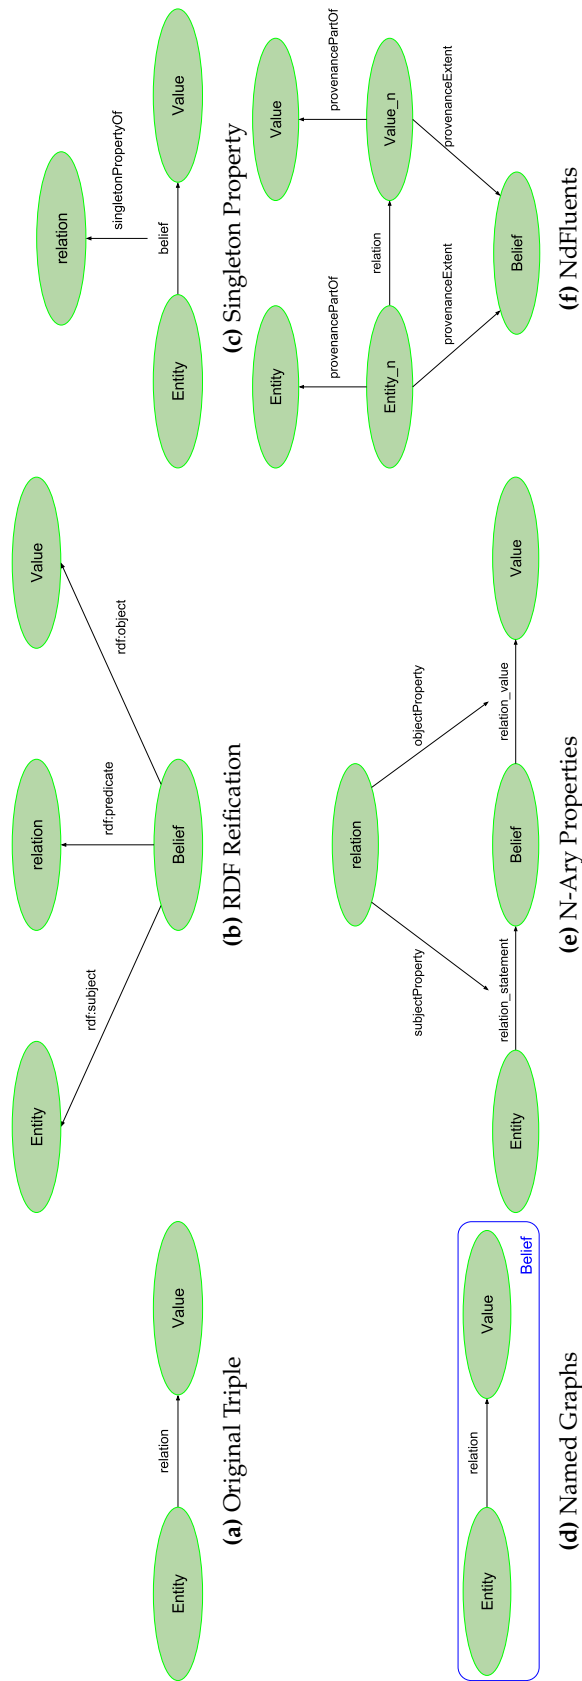 Entity
relation
Value
(a) Original Triple
Entity
relation
Value
rdf:subject
rdf:predicate
rdf:object
Belief
(b) RDF Reification
relation
singletonPropertyOf
Entity
belief
Value
(c) Singleton Property
Entity
relation
Value
Belief
(d) Named Graphs
relation
subjectProperty
objectProperty
Entity
relation_statement
Belief
relation_value
Value
(e) N-Ary Properties
Entity
Value
provenancePartOf
provenancePartOf
Entity_n
relation
Value_n
provenanceExtent
provenanceExtent
Belief
(f) NdFluents